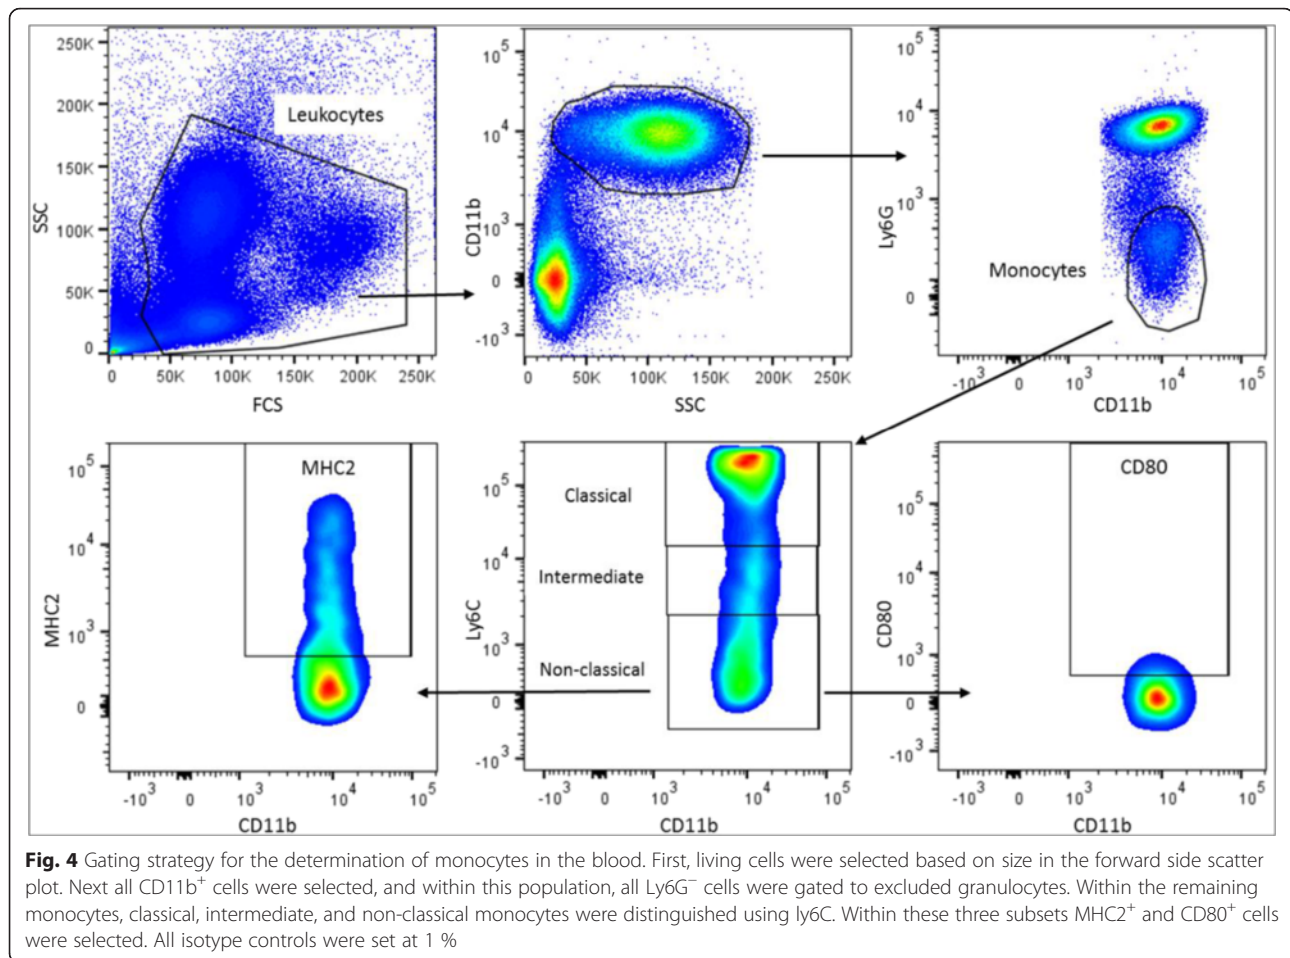 250K
200K
150K
100K
50K
0
SSC
Leukocytes
0 50K 100K 150K 200K 250K
FCS
10^5
10^4
10^3
0
-10^3
CD11b
0 50K 100K 150K 200K 250K
SSC
10^5
10^4
10^3
0
Ly6G
Monocytes
-10^3 0 10^3 10^4 10^5
CD11b
10^5
10^4
10^3
0
MHC2
MHC2
-10^3 0 10^3 10^4 10^5
CD11b
10^5
10^4
10^3
0
-10^3
Ly6C
Classical
Intermediate
Non-classical
-10^3 0 10^3 10^4 10^5
CD11b
10^5
10^4
10^3
0
-10^3
CD80
CD80
-10^3 0 10^3 10^4 10^5
CD11b
Fig. 4 Gating strategy for the determination of monocytes in the blood. First, living cells were selected based on size in the forward side scatter
plot. Next all CD11b⁺ cells were selected, and within this population, all Ly6G⁻ cells were gated to excluded granulocytes. Within the remaining
monocytes, classical, intermediate, and non-classical monocytes were distinguished using ly6C. Within these three subsets MHC2⁺ and CD80⁺ cells
were selected. All isotype controls were set at 1 %